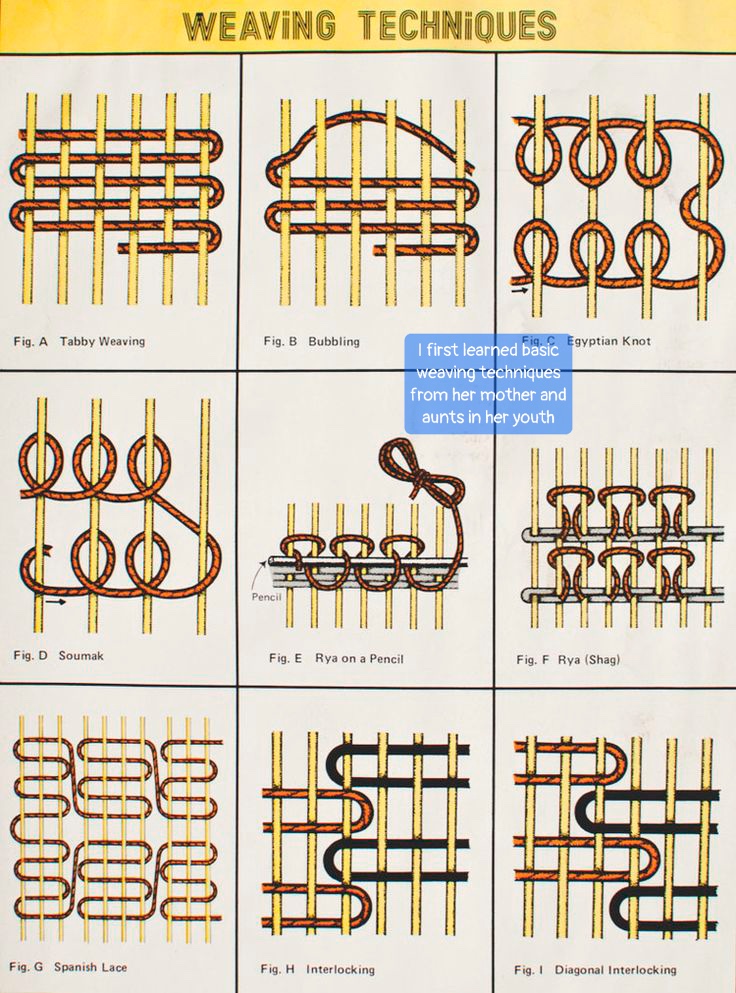 WEAViNG TECHNiQUES
Fig. A Tabby Weaving
Fig. B Bubbling
Fig. C Egyptian Knot
I first learned basic
weaving techniques
from her mother and
aunts in her youth
Fig. D Soumak
Pencil
Fig. E Rya on a Pencil
Fig. F Rya (Shag)
Fig. G Spanish Lace
Fig. H Interlocking
Fig. I Diagonal Interlocking